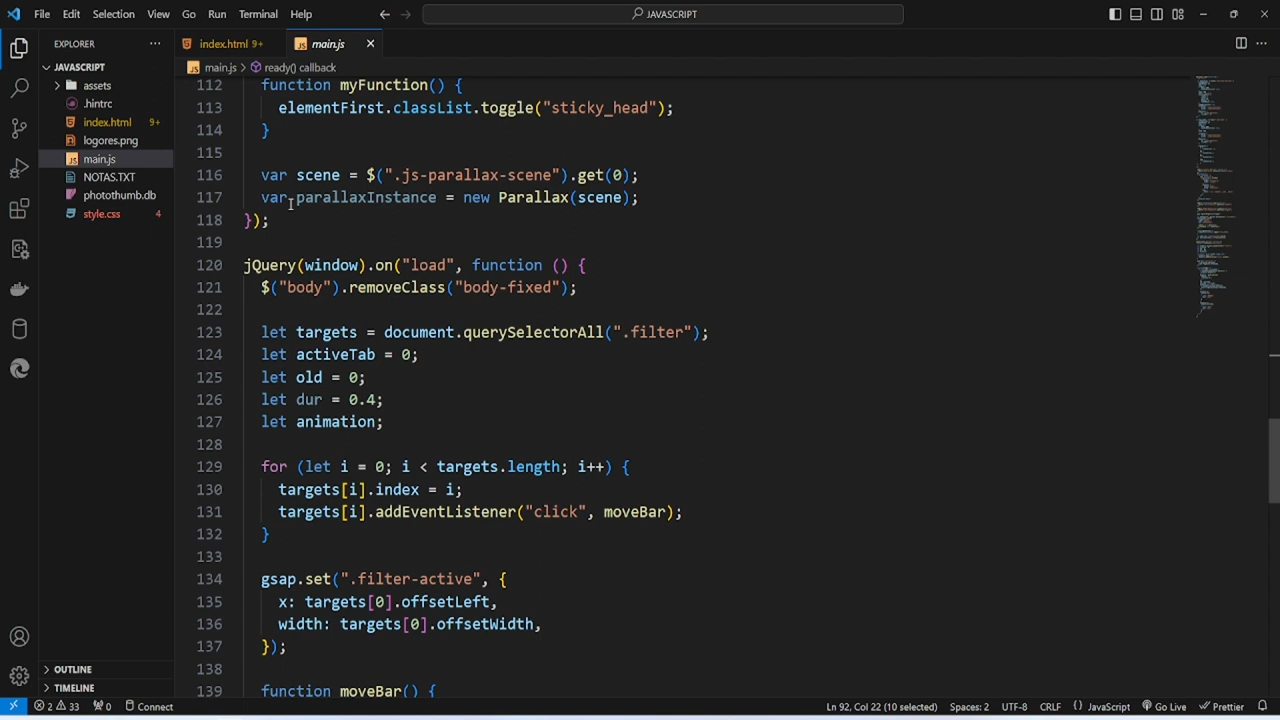 File Edit Selection View Go Run Terminal Help JAVASCRIPT
EXPLORER
index.html 9+ main.js
JAVASCRIPT
main.js > ready() callback
assets
.hintrc
index.html 9+
logores.png
main.js
NOTAS.TXT
photothumb.db
style.css 4
112 function myFunction() {
113 elementFirst.classList.toggle("sticky_head");
114 }
115
116 var scene = $(".js-parallax-scene").get(0);
117 var parallaxInstance = new Parallax(scene);
118 });
119
120 jQuery(window).on("load", function () {
121 $("body").removeClass("body-fixed");
122
123 let targets = document.querySelectorAll(".filter");
124 let activeTab = 0;
125 let old = 0;
126 let dur = 0.4;
127 let animation;
128
129 for (let i = 0; i < targets.length; i++) {
130 targets[i].index = i;
131 targets[i].addEventListener("click", moveBar);
132 }
133
134 gsap.set(".filter-active", {
135 x: targets[0].offsetLeft,
136 width: targets[0].offsetWidth,
137 });
138
139 function moveBar() {
OUTLINE
TIMELINE
2 33 0 Connect Ln 92, Col 22 (10 selected) Spaces: 2 UTF-8 CRLF {} JavaScript Go Live Prettier